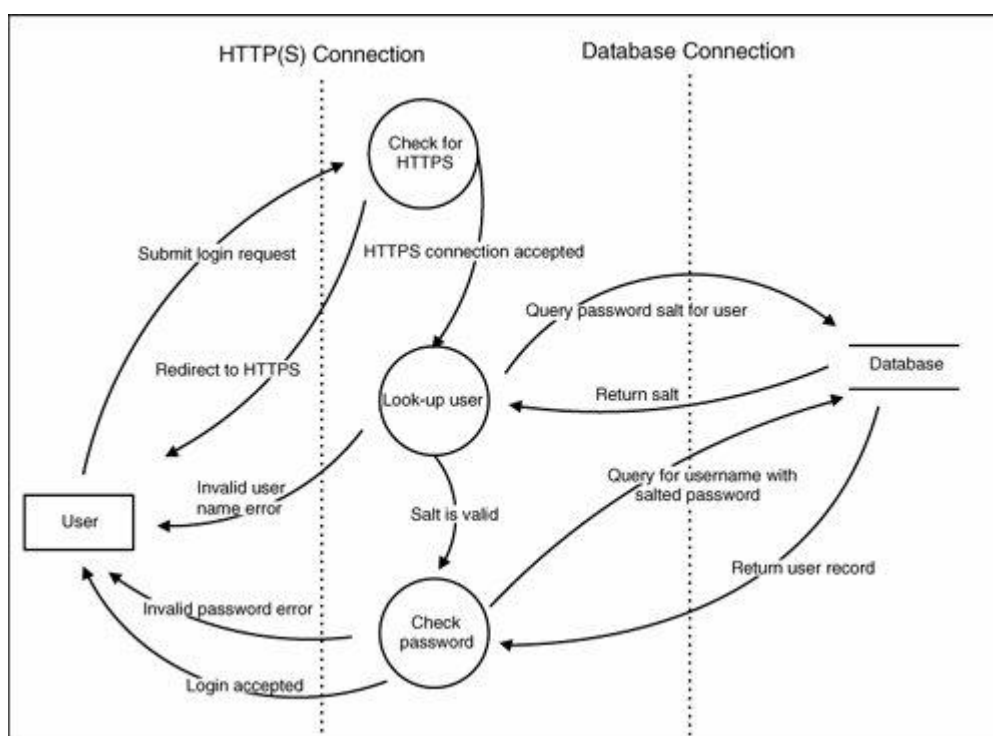 HTTP(S) Connection
Database Connection
Check for
HTTPS
Submit login request
HTTPS connection accepted
Query password salt for user
Redirect to HTTPS
Database
Look-up user
Return salt
Invalid user
name error
Query for username with
salted password
User
Salt is valid
Return user record
Invalid password error
Check
password
Login accepted